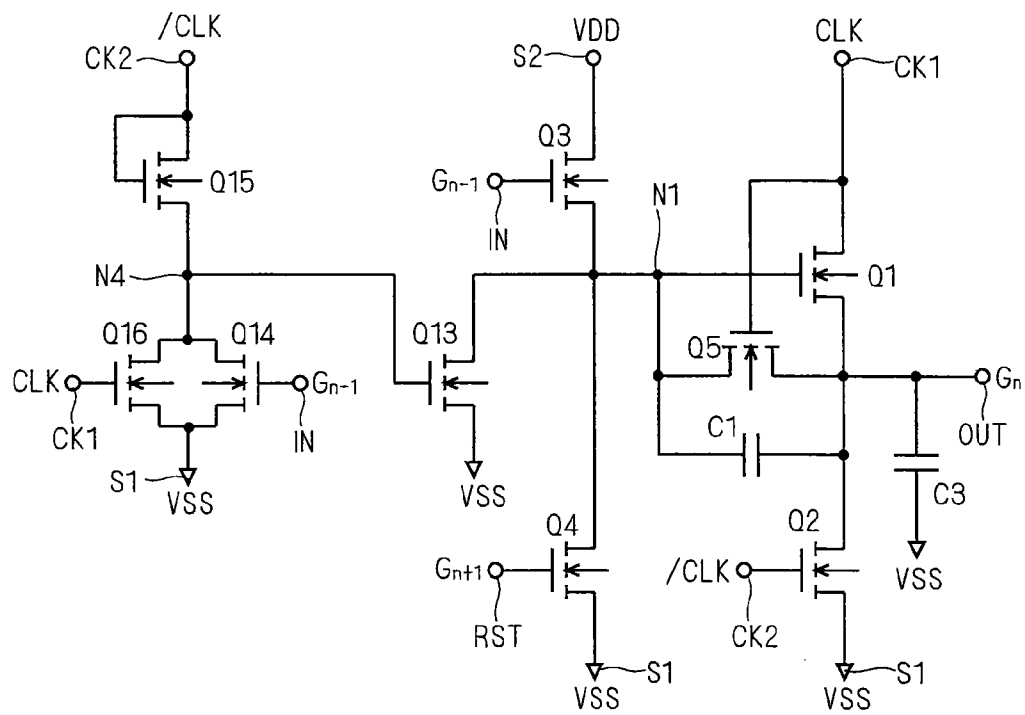 /CLK
VDD
CLK
CK2
S2
CK1
Q3
Q15
Gn-1
IN
N1
Q1
N4
Q16
Q14
Q13
Q5
CLK
Gn-1
Gn
CK1
IN
OUT
C1
S1
VSS
VSS
C3
Q4
Q2
Gn+1
/CLK
VSS
RST
CK2
S1
S1
VSS
VSS